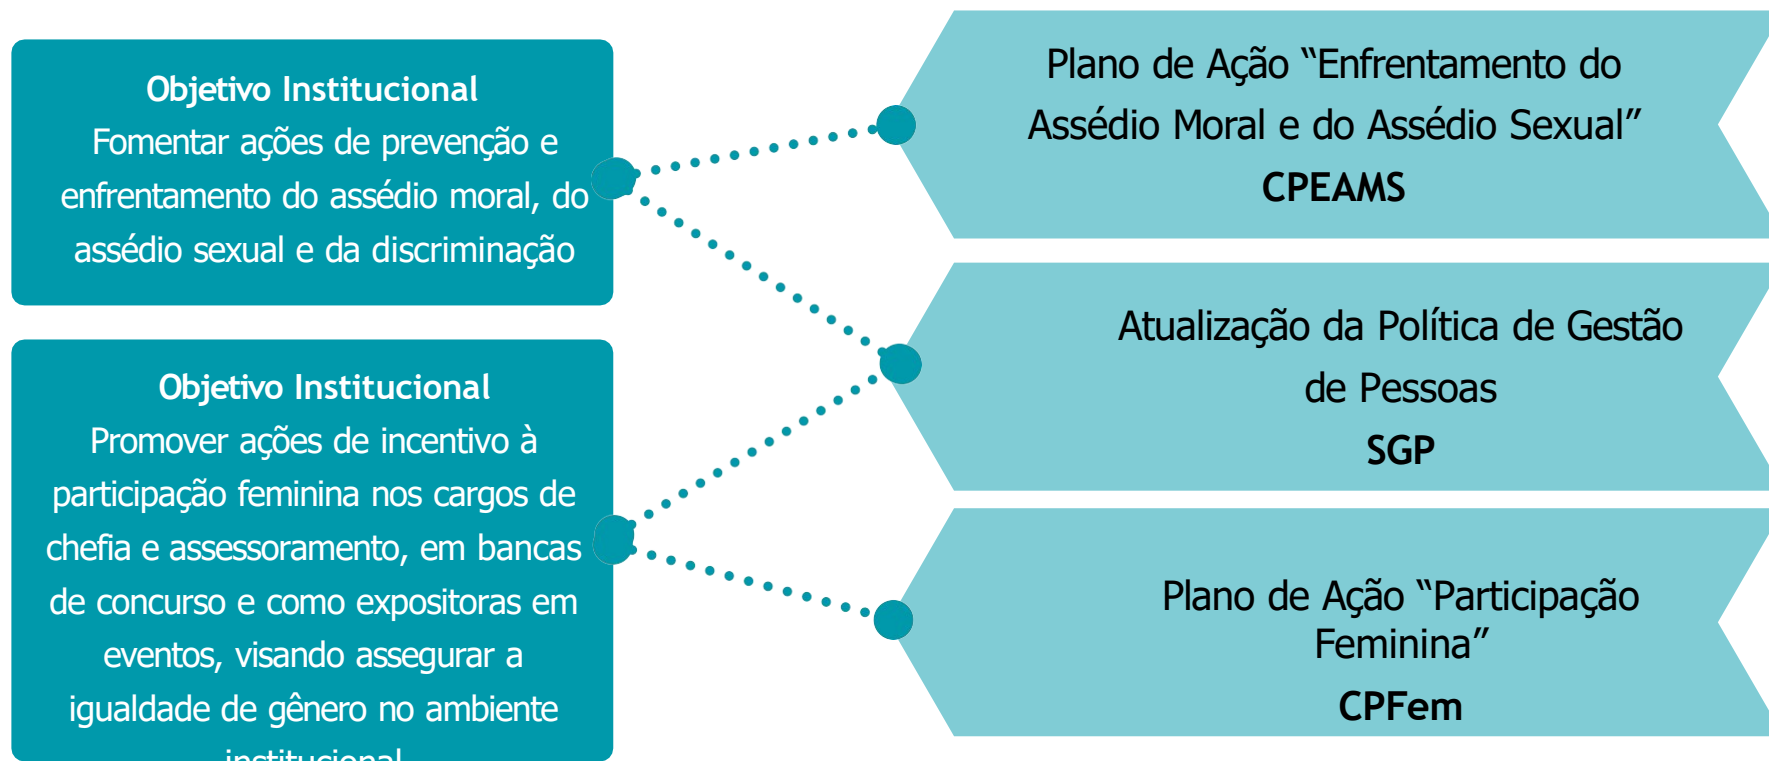 Objetivo Institucional
Fomentar ações de prevenção e
enfrentamento do assédio moral, do
assédio sexual e da discriminação
Objetivo Institucional
Promover ações de incentivo à
participação feminina nos cargos de
chefia e assessoramento, em bancas
de concurso e como expositoras em
eventos, visando assegurar a
igualdade de gênero no ambiente
institucional
Plano de Ação “Enfrentamento do
Assédio Moral e do Assédio Sexual”
CPEAMS
Atualização da Política de Gestão
de Pessoas
SGP
Plano de Ação “Participação
Feminina”
CPFem